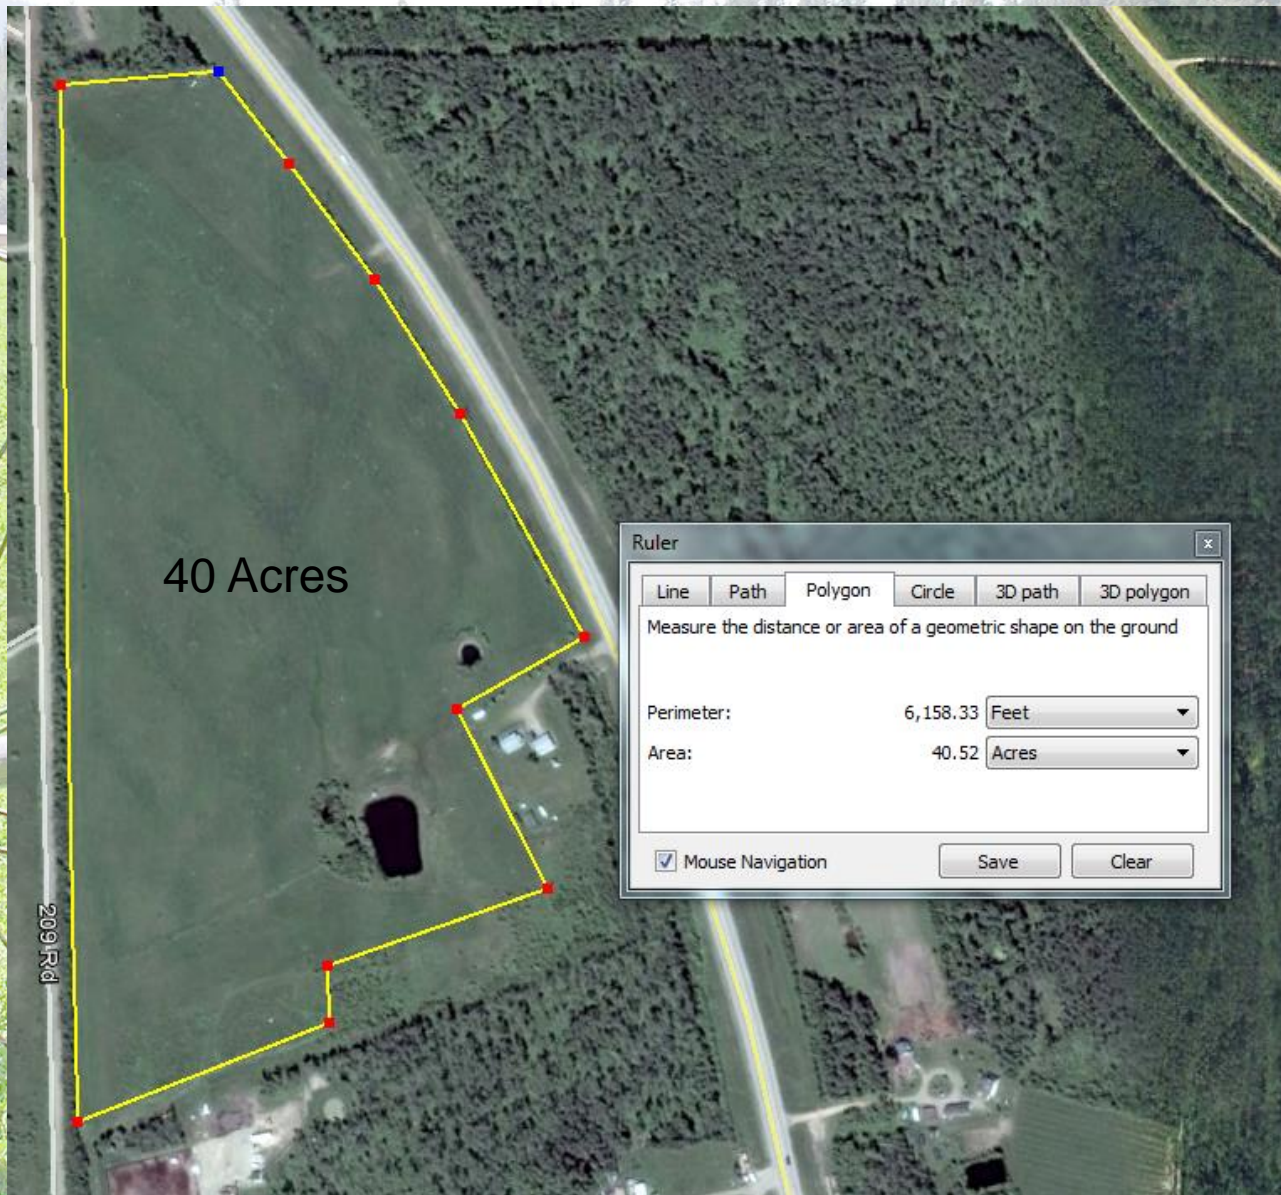 40 Acres
209 Rd
Ruler
x
Line Path Polygon Circle 3D path 3D polygon
Measure the distance or area of a geometric shape on the ground
Perimeter: 6,158.33 Feet
Area: 40.52 Acres
Mouse Navigation Save Clear